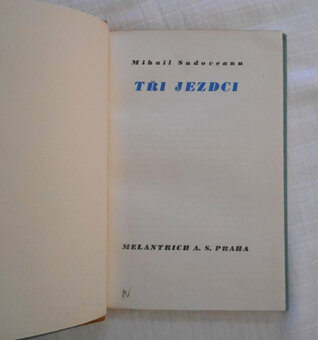 Mihail Sadoveanu
TŘI JEZDCI
MELANTRICH A. S. PRAHA
N